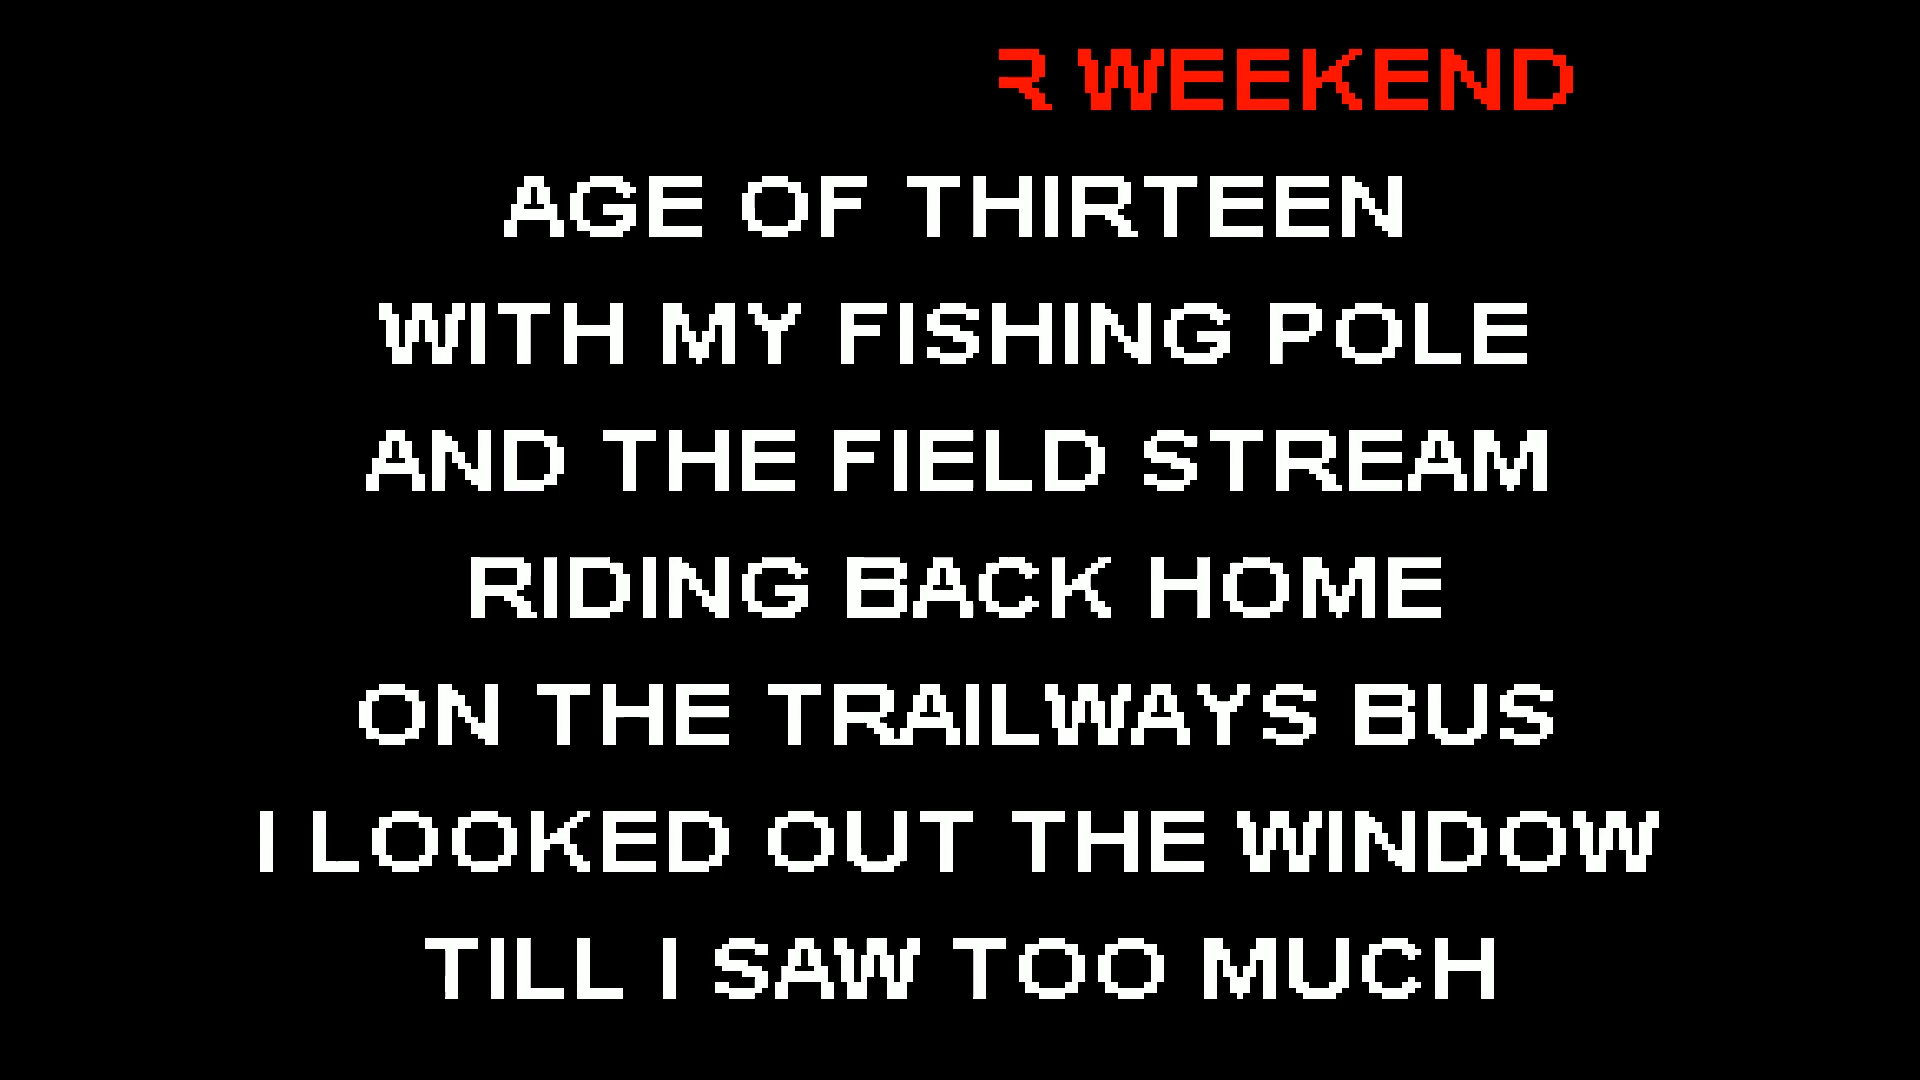 R WEEKEND
AGE OF THIRTEEN
WITH MY FISHING POLE
AND THE FIELD STREAM
RIDING BACK HOME
ON THE TRAILWAYS BUS
I LOOKED OUT THE WINDOW
TILL I SAW TOO MUCH